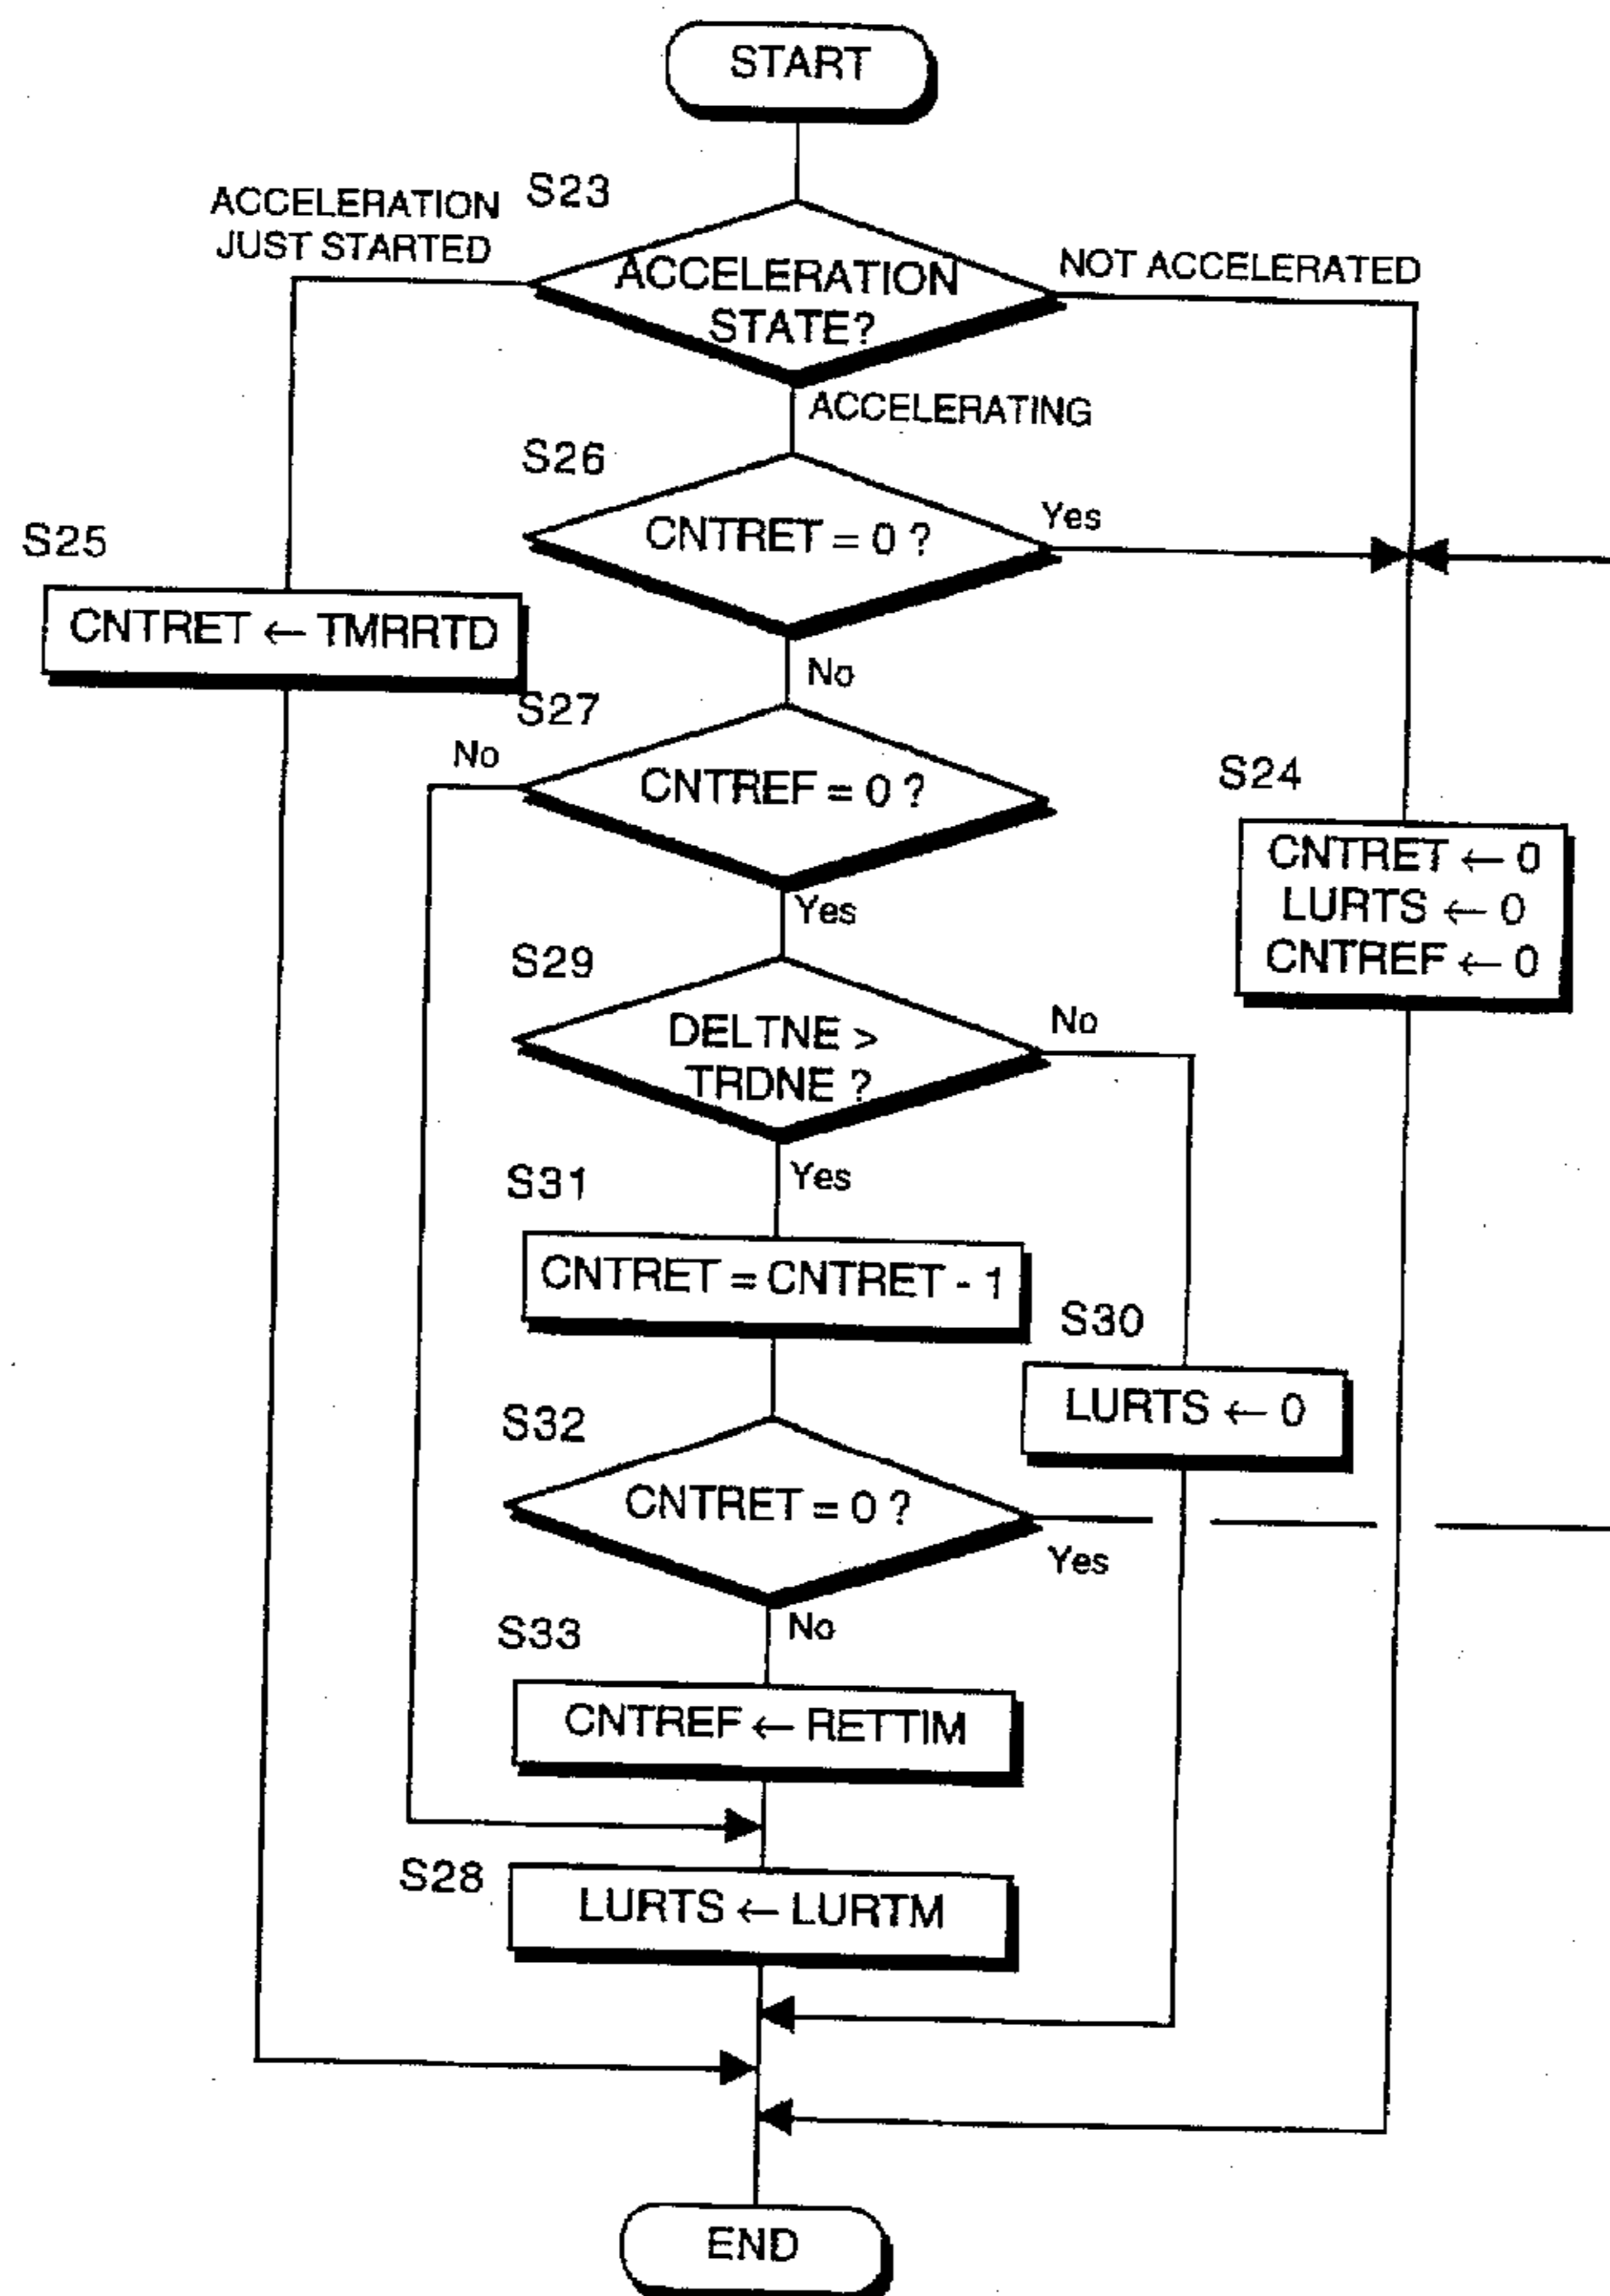 START
S23
ACCELERATION
JUST STARTED
ACCELERATION
STATE?
NOT ACCELERATED
ACCELERATING
S26
CNTRET = 0 ?
Yes
No
S25
CNTRET ← TMRRTD
S27
No
CNTREF = 0 ?
Yes
S24
CNTRET ← 0
LURTS ← 0
CNTREF ← 0
S29
DELTNE >
TRDNE ?
No
Yes
S31
CNTRET = CNTRET - 1
S30
LURTS ← 0
S32
CNTRET = 0 ?
Yes
No
S33
CNTREF ← RETTIM
S28
LURTS ← LURTM
END